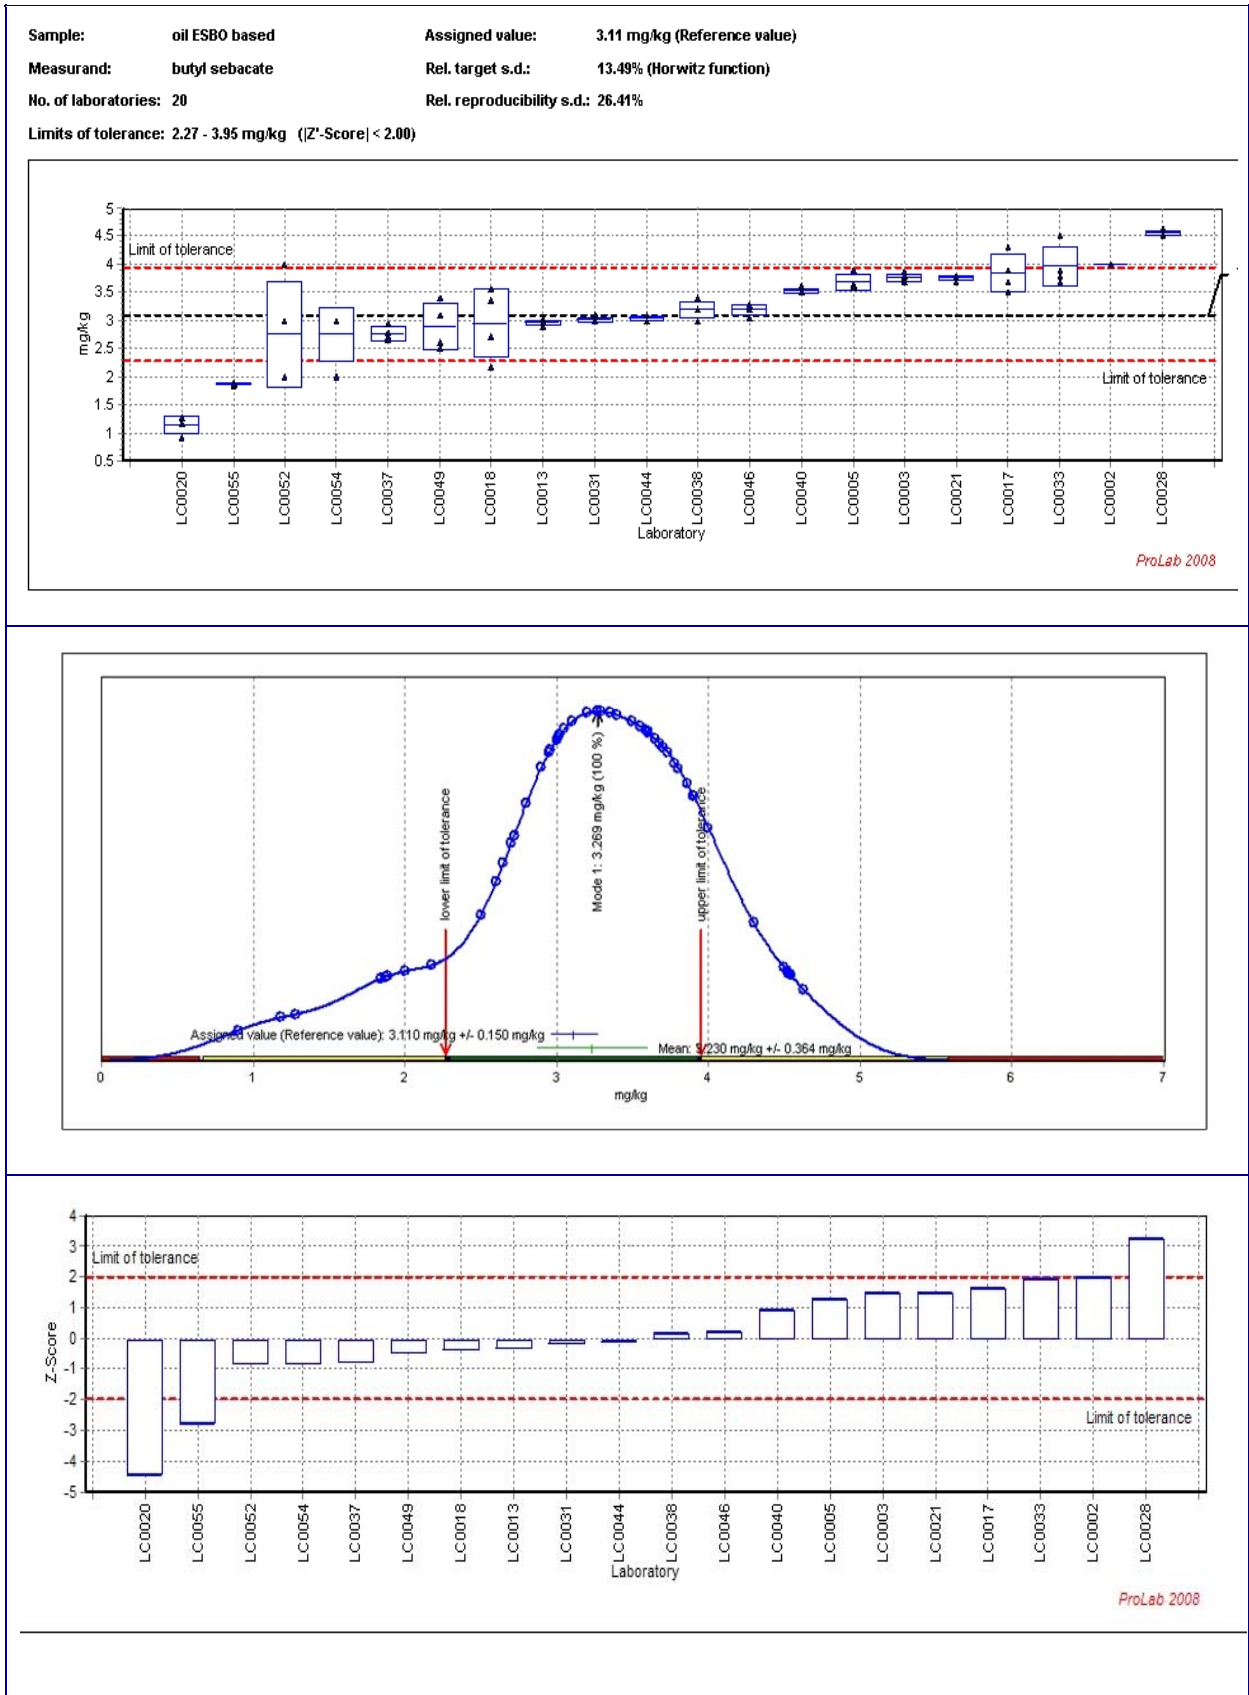 Sample: oil ESBO based Assigned value: 3.11 mg/kg (Reference value)
Measurand: butyl sebacate Rel. target s.d.: 13.49% (Horwitz function)
No. of laboratories: 20 Rel. reproducibility s.d.: 26.41%
Limits of tolerance: 2.27 - 3.95 mg/kg (|Z'-Score| < 2.00)
5
4.5
4
3.5
3
2.5
2
1.5
1
0.5
mg/kg
Limit of tolerance
Limit of tolerance
LC0020
LC0055
LC0052
LC0054
LC0037
LC0049
LC0018
LC0013
LC0031
LC0044
LC0038
LC0046
LC0040
LC0005
LC0003
LC0021
LC0017
LC0033
LC0002
LC0028
Laboratory
ProLab 2008
lower limit of tolerance
Mode 1: 3.269 mg/kg (100 %)
upper limit of tolerance
Assigned value (Reference value): 3.110 mg/kg +/- 0.150 mg/kg
Mean: 3.230 mg/kg +/- 0.364 mg/kg
0 1 2 3 4 5 6 7
mg/kg
4
3
2
1
0
-1
-2
-3
-4
-5
Z-Score
Limit of tolerance
Limit of tolerance
LC0020
LC0055
LC0052
LC0054
LC0037
LC0049
LC0018
LC0013
LC0031
LC0044
LC0038
LC0046
LC0040
LC0005
LC0003
LC0021
LC0017
LC0033
LC0002
LC0028
Laboratory
ProLab 2008